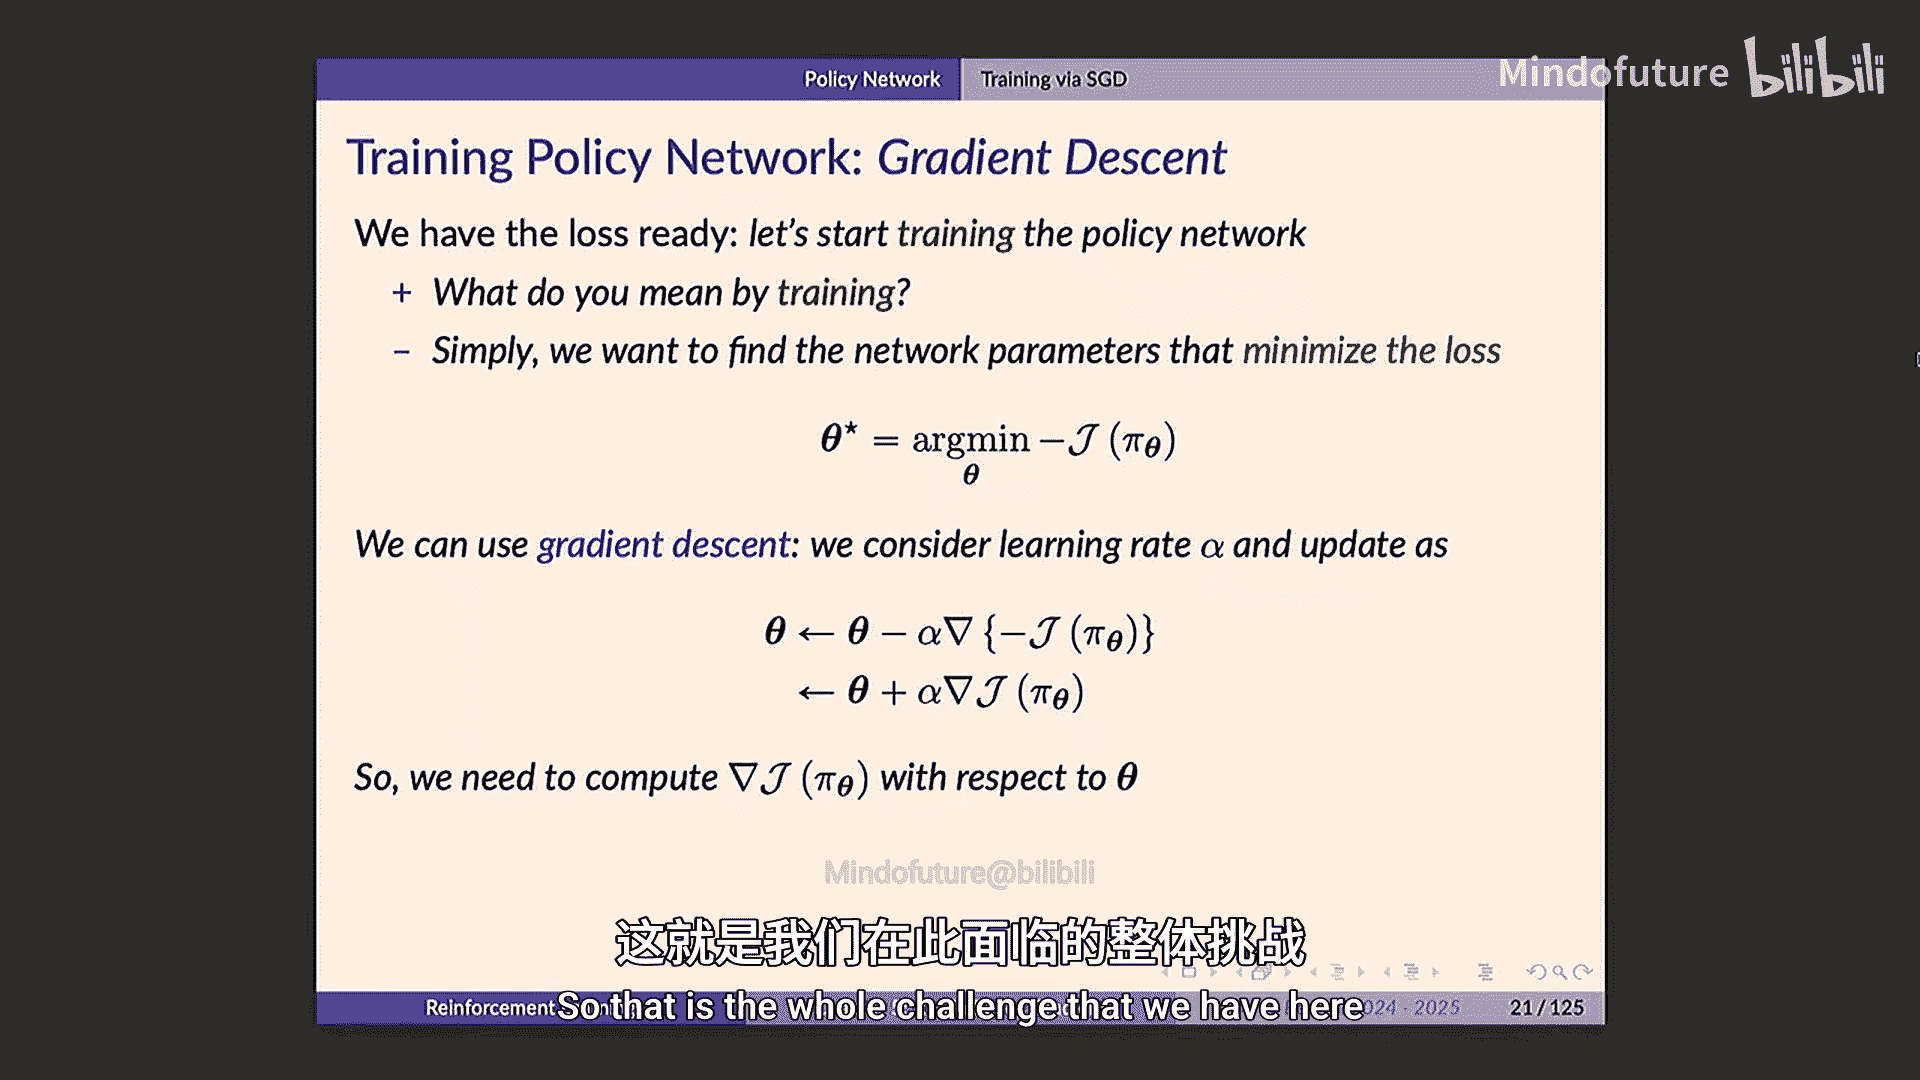 Mindofuture bilibili
Policy Network Training via SGD
Training Policy Network: Gradient Descent
We have the loss ready: let's start training the policy network
+ What do you mean by training?
– Simply, we want to find the network parameters that minimize the loss
θ* = argmin −𝒥 (π_θ)
θ
We can use gradient descent: we consider learning rate α and update as
θ ← θ − α∇ {−𝒥 (π_θ)}
← θ + α∇𝒥 (π_θ)
So, we need to compute ∇𝒥 (π_θ) with respect to θ
Mindofuture@bilibili
这就是我们在此面临的整体挑战
So that is the whole challenge that we have here
Reinforcement
2024 - 2025 21 / 125